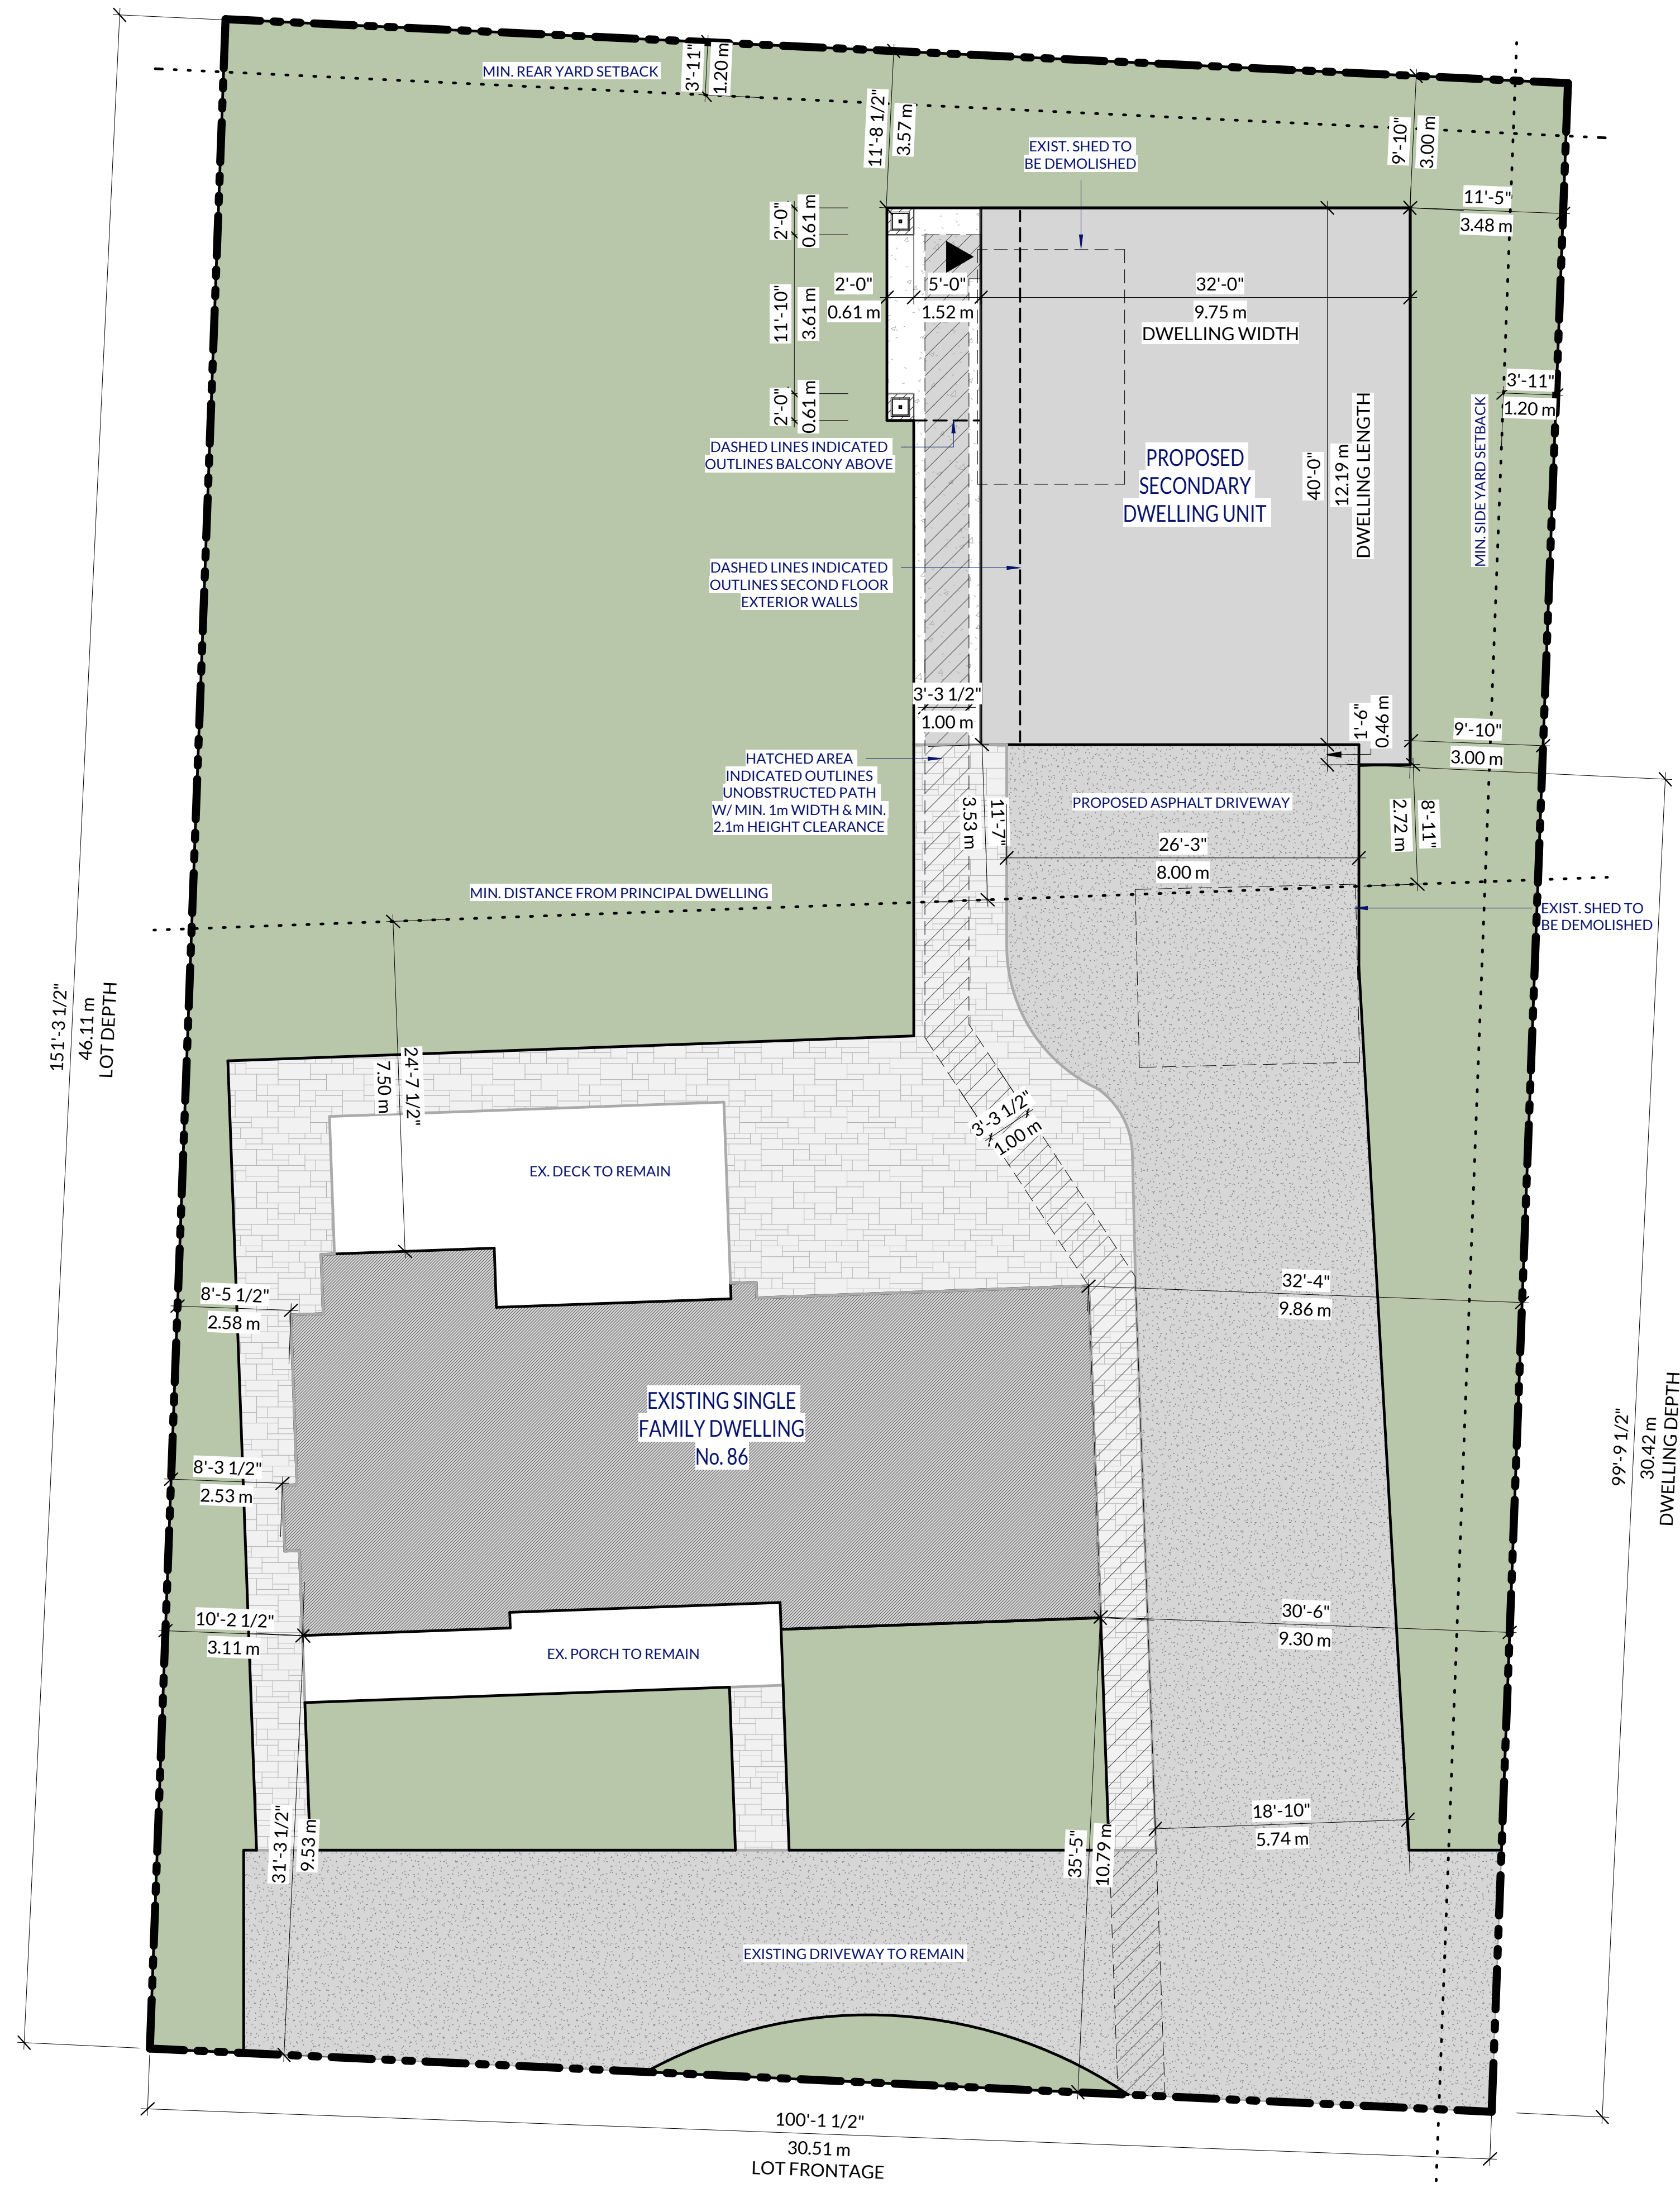 MIN. REAR YARD SETBACK
3'-11"
1.20 m
11'-8 1/2"
3.57 m
9'-10"
3.00 m
EXIST. SHED TO
BE DEMOLISHED
11'-5"
3.48 m
2'-0"
0.61 m
11'-10"
3.61 m
2'-0"
0.61 m
2'-0"
0.61 m
5'-0"
1.52 m
32'-0"
9.75 m
DWELLING WIDTH
3'-11"
1.20 m
MIN. SIDE YARD SETBACK
DASHED LINES INDICATED
OUTLINES BALCONY ABOVE
PROPOSED
SECONDARY
DWELLING UNIT
40'-0"
12.19 m
DWELLING LENGTH
DASHED LINES INDICATED
OUTLINES SECOND FLOOR
EXTERIOR WALLS
3'-3 1/2"
1.00 m
1'-6"
0.46 m
9'-10"
3.00 m
HATCHED AREA
INDICATED OUTLINES
UNOBSTRUCTED PATH
W/ MIN. 1m WIDTH & MIN.
2.1m HEIGHT CLEARANCE
11'-7"
3.53 m
PROPOSED ASPHALT DRIVEWAY
26'-3"
8.00 m
8'-11"
2.72 m
MIN. DISTANCE FROM PRINCIPAL DWELLING
EXIST. SHED TO
BE DEMOLISHED
151'-3 1/2"
46.11 m
LOT DEPTH
24'-7 1/2"
7.50 m
3'-3 1/2"
1.00 m
EX. DECK TO REMAIN
8'-5 1/2"
2.58 m
32'-4"
9.86 m
EXISTING SINGLE
FAMILY DWELLING
No. 86
99'-9 1/2"
30.42 m
DWELLING DEPTH
8'-3 1/2"
2.53 m
10'-2 1/2"
3.11 m
30'-6"
9.30 m
EX. PORCH TO REMAIN
31'-3 1/2"
9.53 m
35'-5"
10.79 m
18'-10"
5.74 m
EXISTING DRIVEWAY TO REMAIN
100'-1 1/2"
30.51 m
LOT FRONTAGE